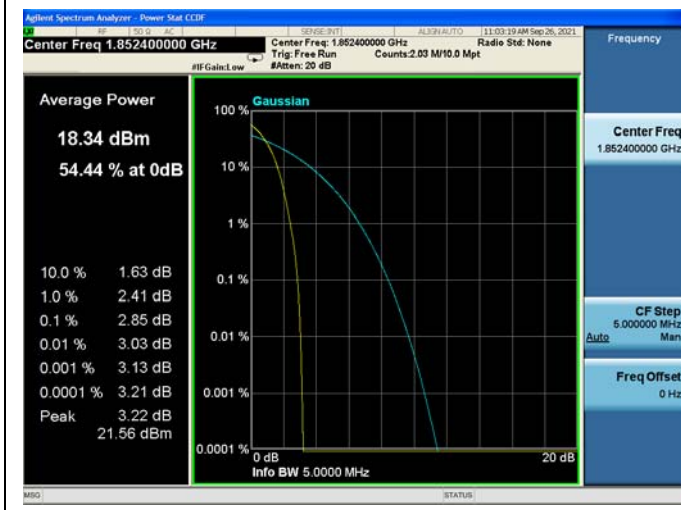 Agilent Spectrum Analyzer - Power Stat CCDF
RF 50 Ω AC SENSE:INT ALIGN AUTO 11:03:19 AM Sep 26, 2021
Center Freq 1.852400000 GHz
Center Freq: 1.852400000 GHz Radio Std: None
Trig: Free Run Counts:2.03 M/10.0 Mpt
#IFGain:Low #Atten: 20 dB
Frequency
Average Power
18.34 dBm
54.44 % at 0dB
10.0 % 1.63 dB
1.0 % 2.41 dB
0.1 % 2.85 dB
0.01 % 3.03 dB
0.001 % 3.13 dB
0.0001 % 3.21 dB
Peak 3.22 dB
21.56 dBm
Gaussian
100 %
10 %
1 %
0.1 %
0.01 %
0.001 %
0.0001 %
0 dB 20 dB
Info BW 5.0000 MHz
Center Freq
1.852400000 GHz
CF Step
5.000000 MHz
Auto Man
Freq Offset
0 Hz
MSG STATUS